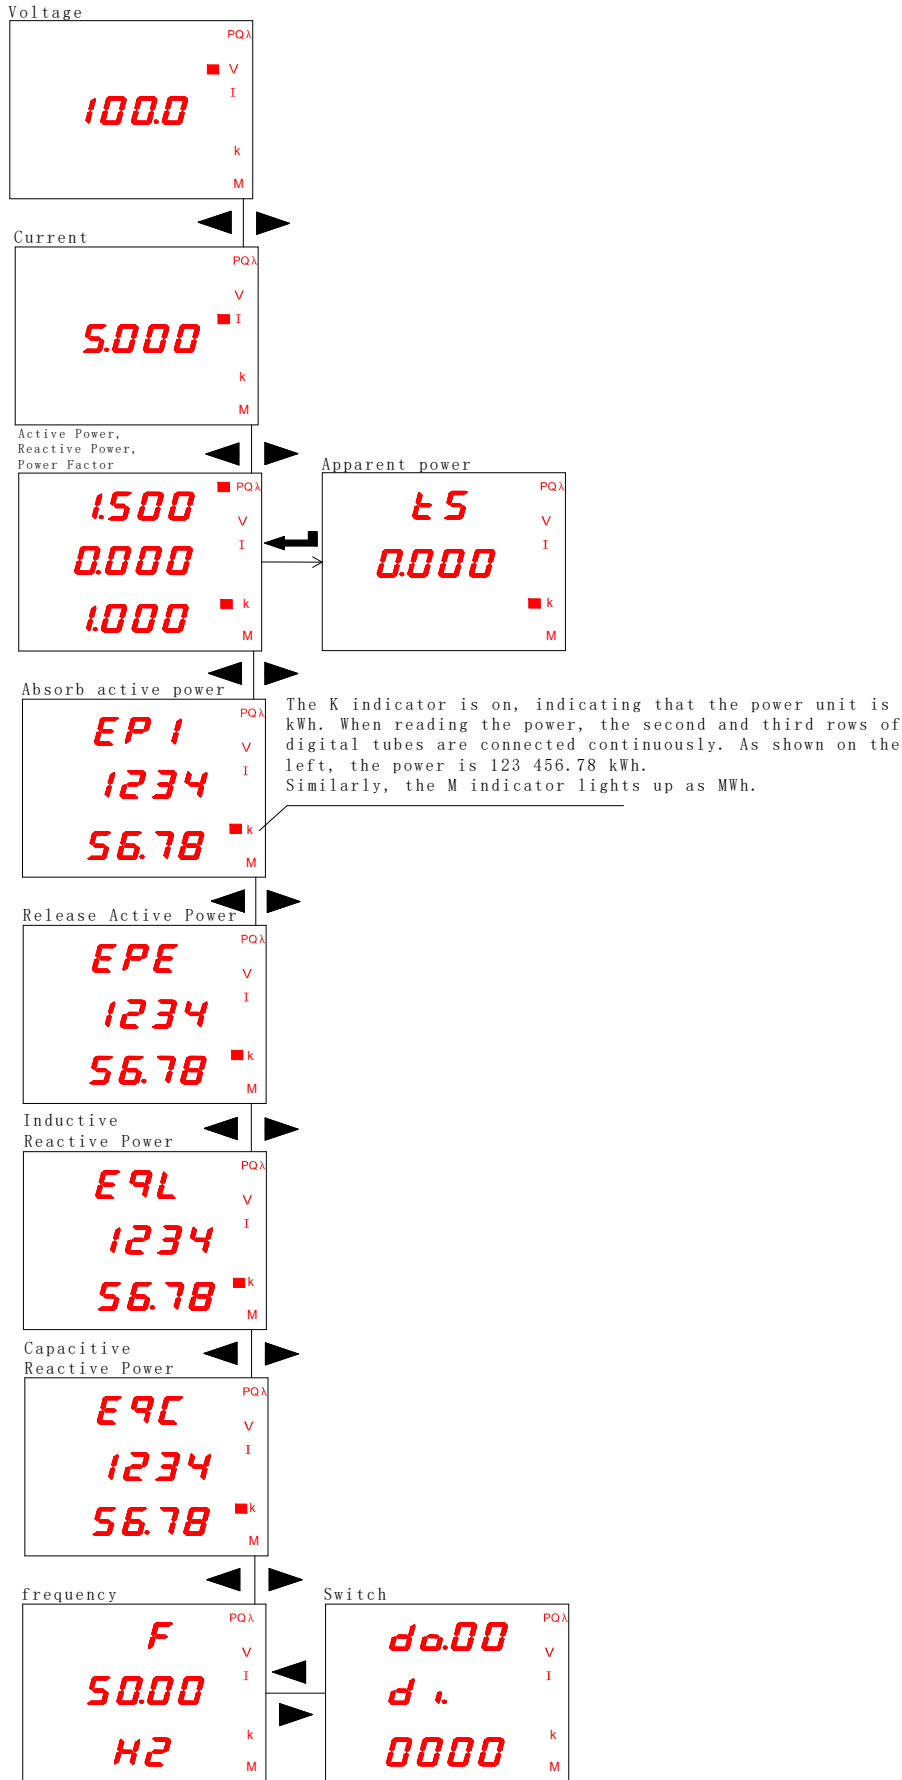 Voltage
PQλ
V
I
100.0
k
M
Current
PQλ
V
I
5.000
k
M
Active Power,
Reactive Power,
Power Factor
1.500
PQλ
V
I
0.000
1.000
k
M
Apparent power
tS
PQλ
V
I
0.000
k
M
Absorb active power
EPI
PQλ
V
I
1234
56.78
k
M
The K indicator is on, indicating that the power unit is
kWh. When reading the power, the second and third rows of
digital tubes are connected continuously. As shown on the
left, the power is 123 456.78 kWh.
Similarly, the M indicator lights up as MWh.
Release Active Power
EPE
PQλ
V
I
1234
56.78
k
M
Inductive
Reactive Power
EqL
PQλ
V
I
1234
56.78
k
M
Capacitive
Reactive Power
EqC
PQλ
V
I
1234
56.78
k
M
frequency
F
PQλ
V
I
50.00
HZ
k
M
Switch
do.00
PQλ
V
I
di.
0000
k
M